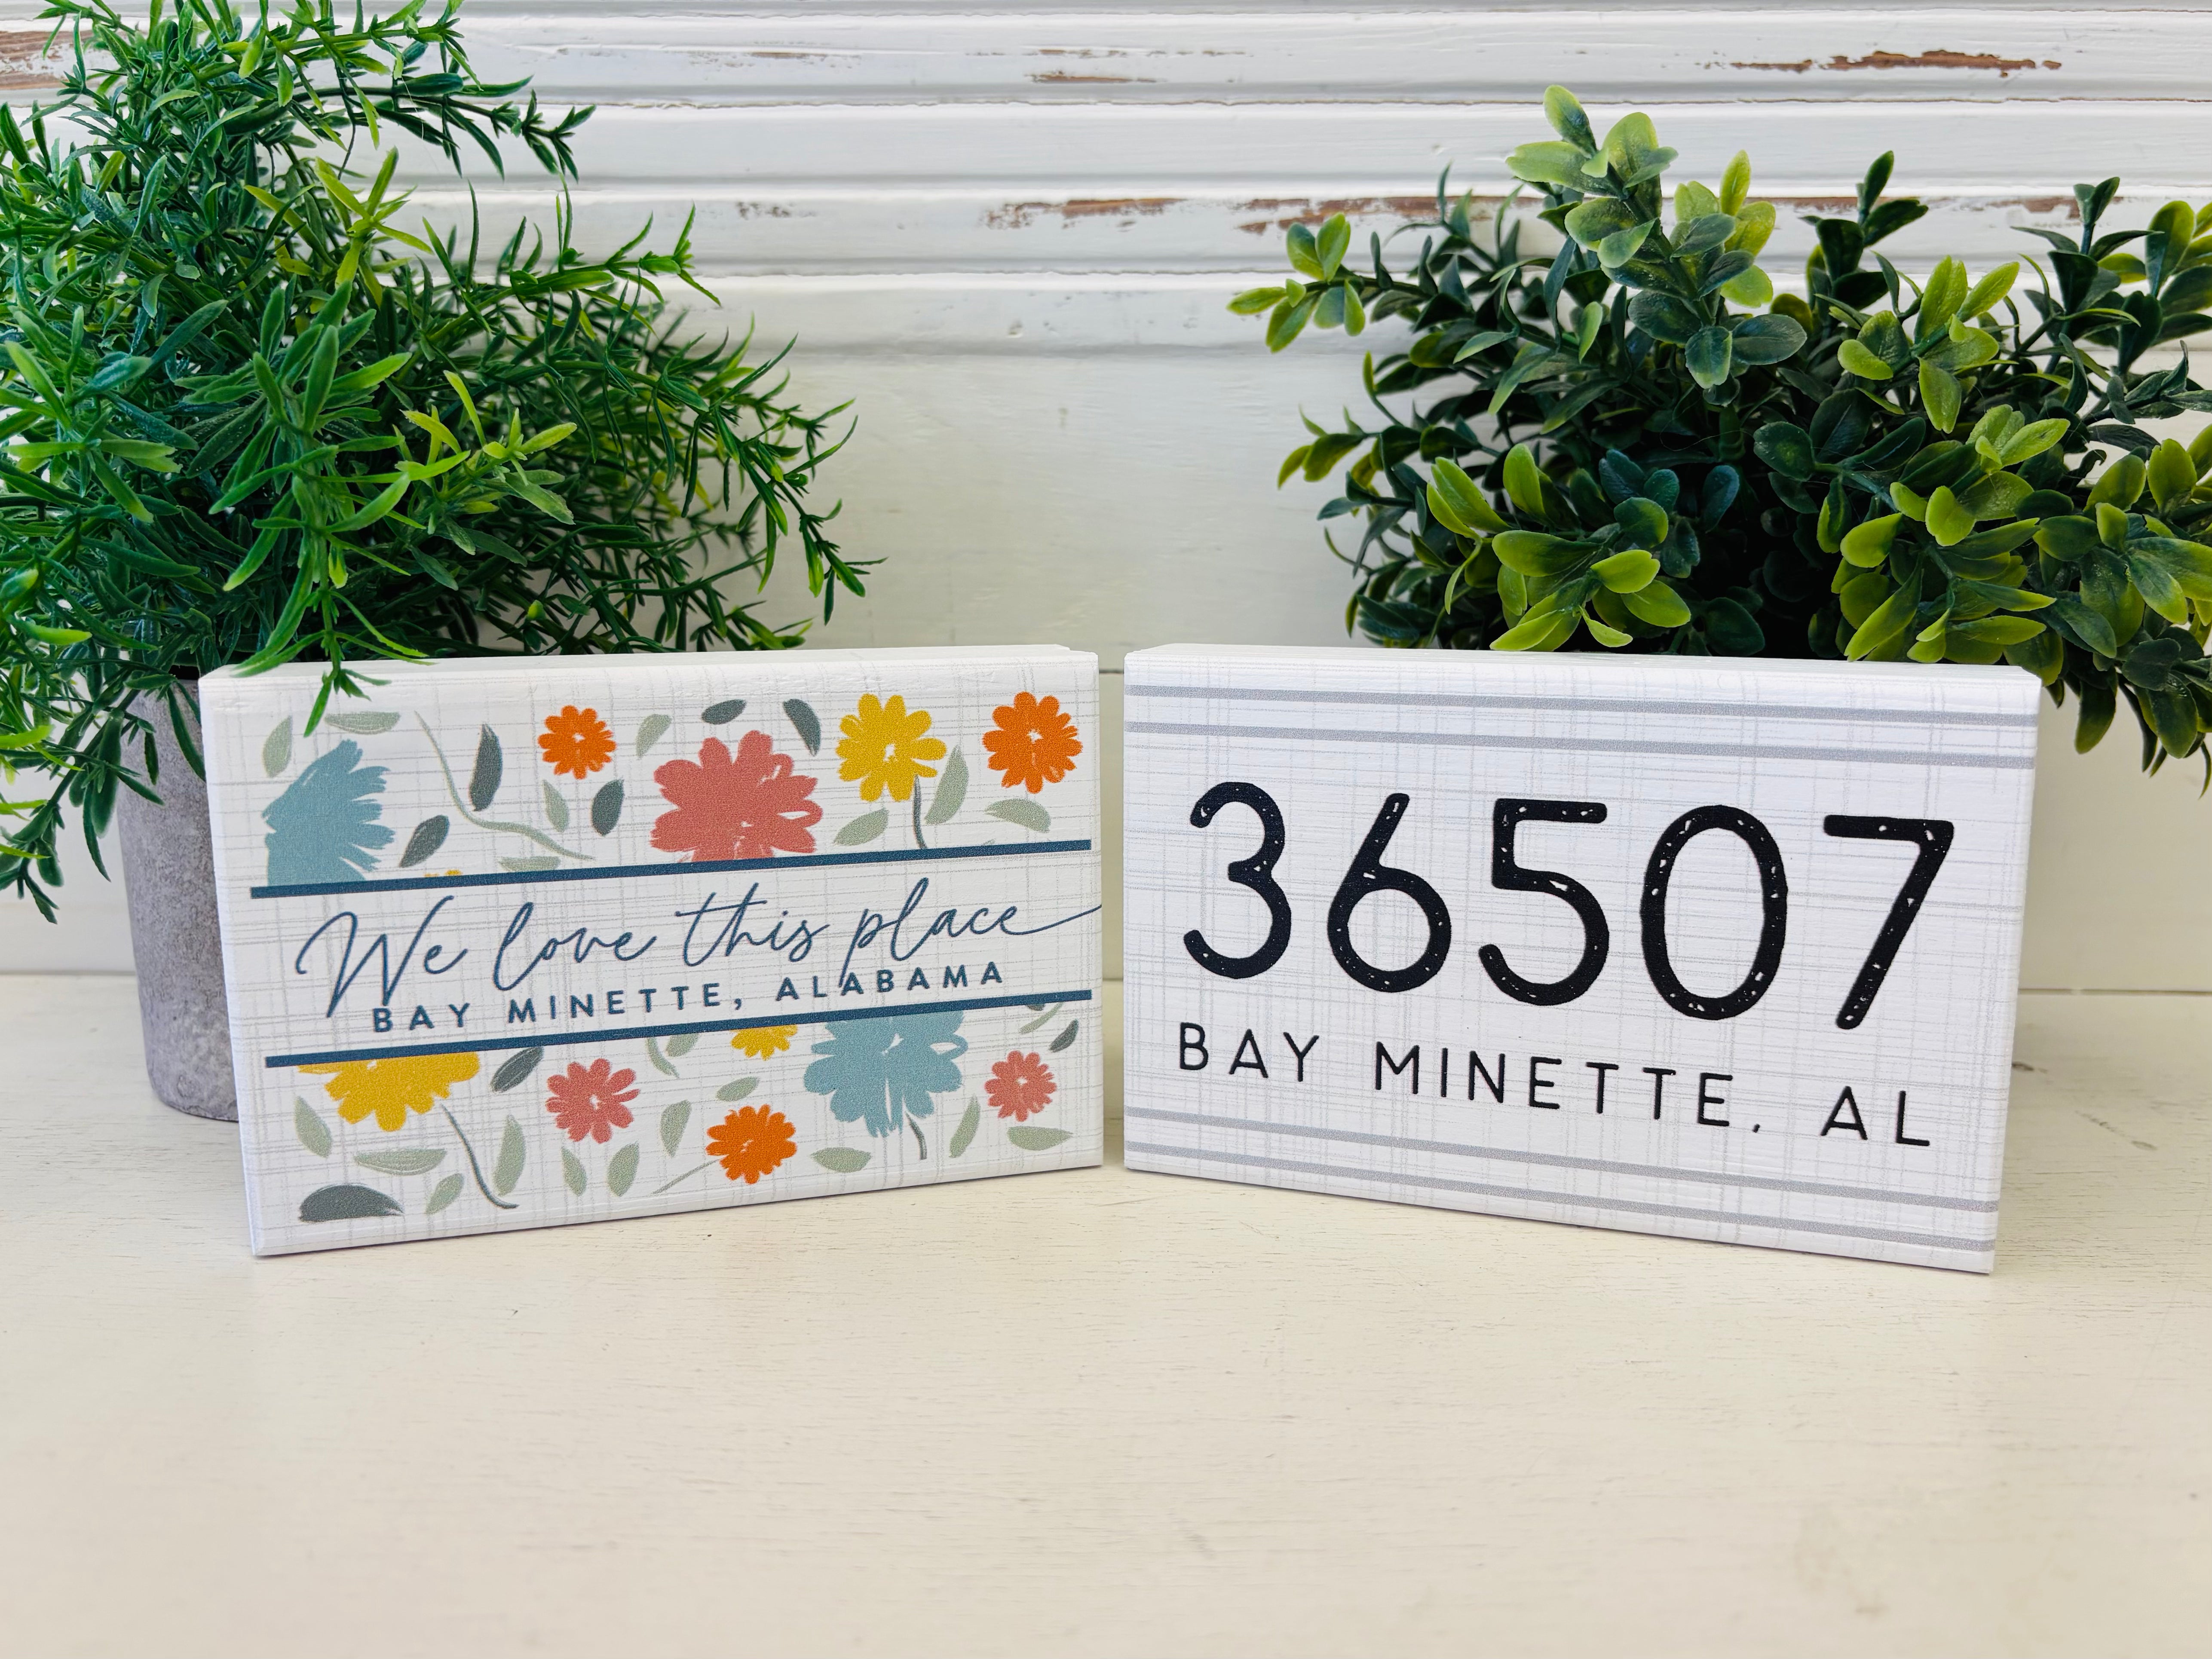 We love this place
BAY MINETTE, ALABAMA
36507
BAY MINETTE, AL